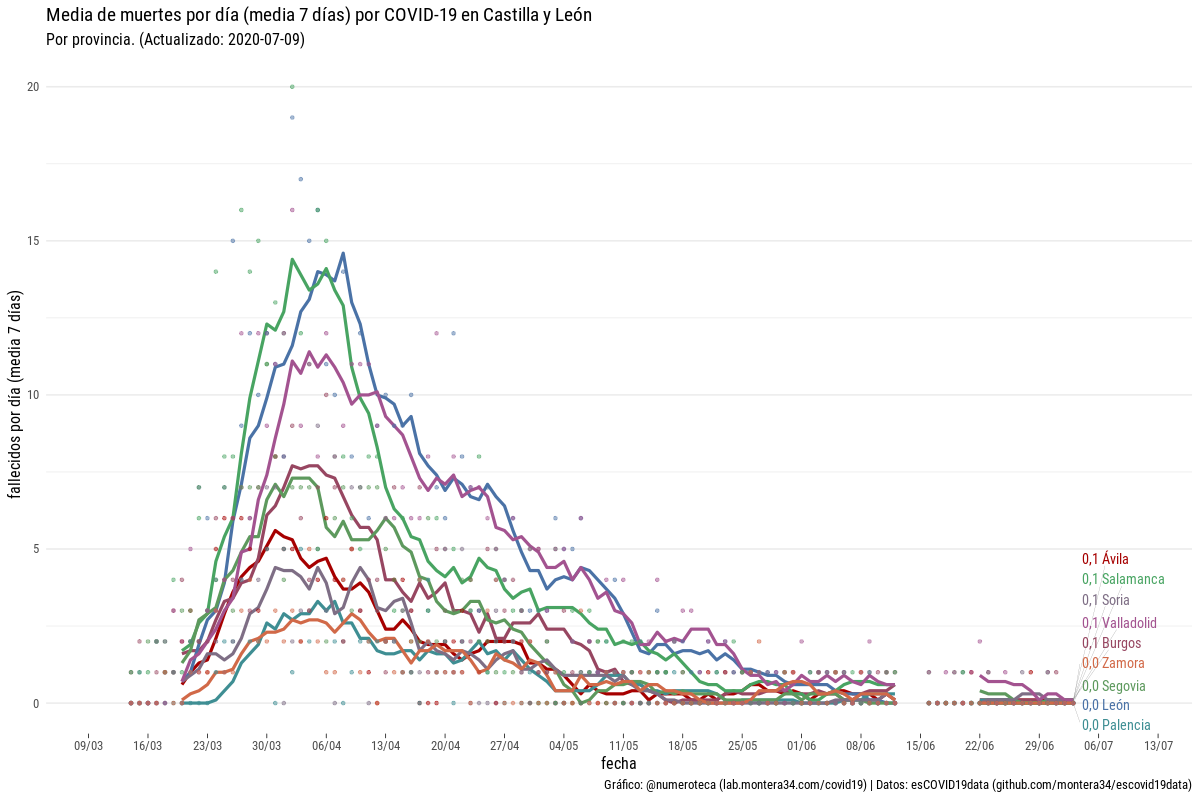 Media de muertes por día (media 7 días) por COVID-19 en Castilla y León
Por provincia. (Actualizado: 2020-07-09)
fallecidos por día (media 7 días)
20
15
10
5
0
0,1 Ávila
0,1 Salamanca
0,1 Soria
0,1 Valladolid
0,1 Burgos
0,0 Zamora
0,0 Segovia
0,0 León
0,0 Palencia
09/03 16/03 23/03 30/03 06/04 13/04 20/04 27/04 04/05 11/05 18/05 25/05 01/06 08/06 15/06 22/06 29/06 06/07 13/07
fecha
Gráfico: @numeroteca (lab.montera34.com/covid19) | Datos: esCOVID19data (github.com/montera34/escovid19data)